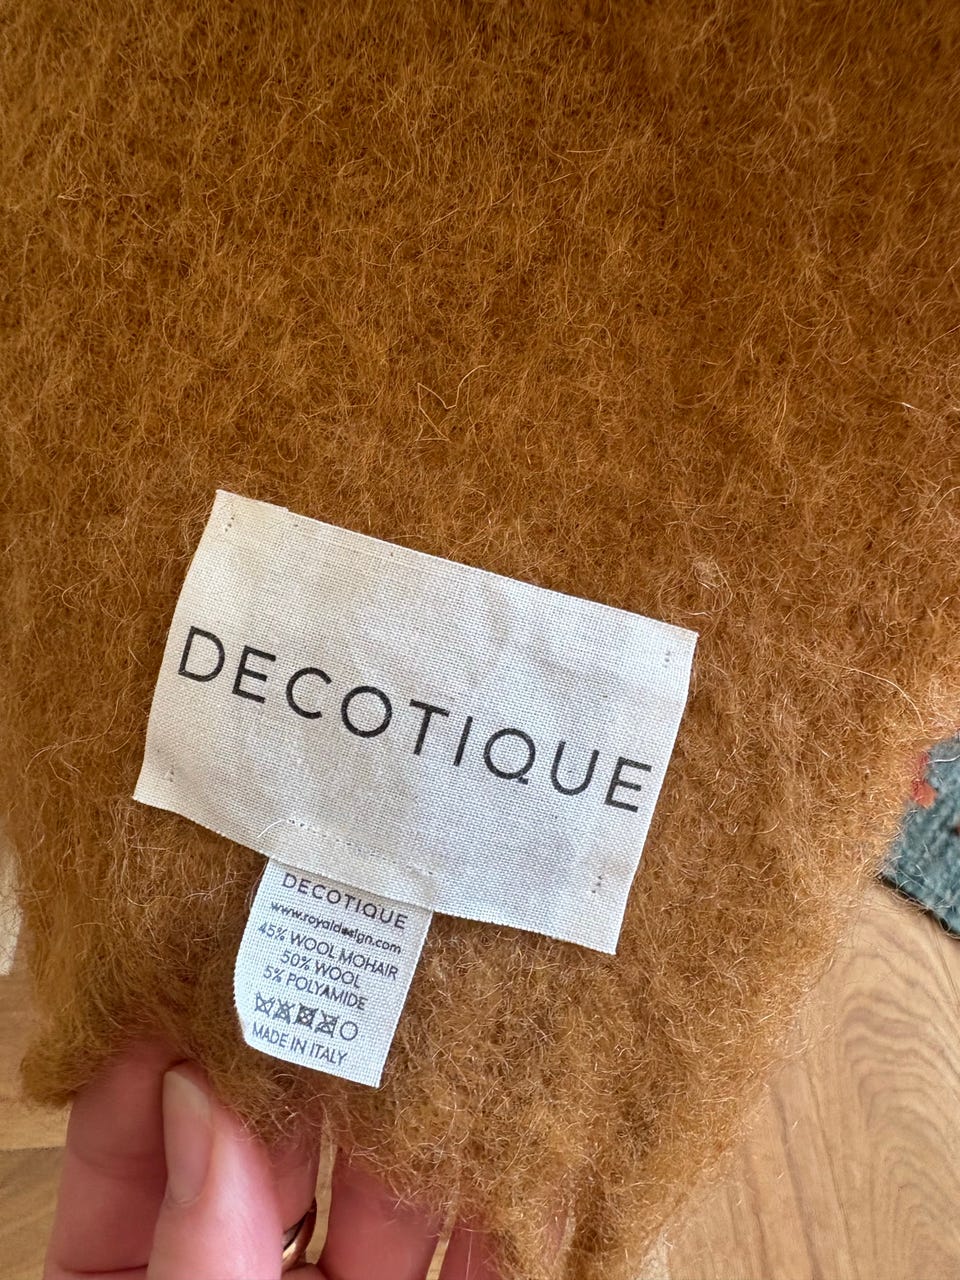 DECOTIQUE
DECOTIQUE
www.royaldesign.com
45% WOOL MOHAIR
50% WOOL
5% POLYAMIDE
MADE IN ITALY